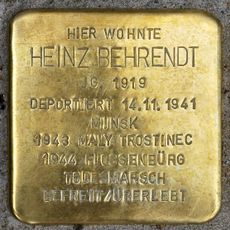 HIER WOHNTE
HEINZ BEHRENDT
JG. 1919
DEPORTIERT 14.11.1941
MINSK
1943 MALY TROSTINEC
1944 FLOSSENBÜRG
TODESMARSCH
BEFREIT/ÜBERLEBT